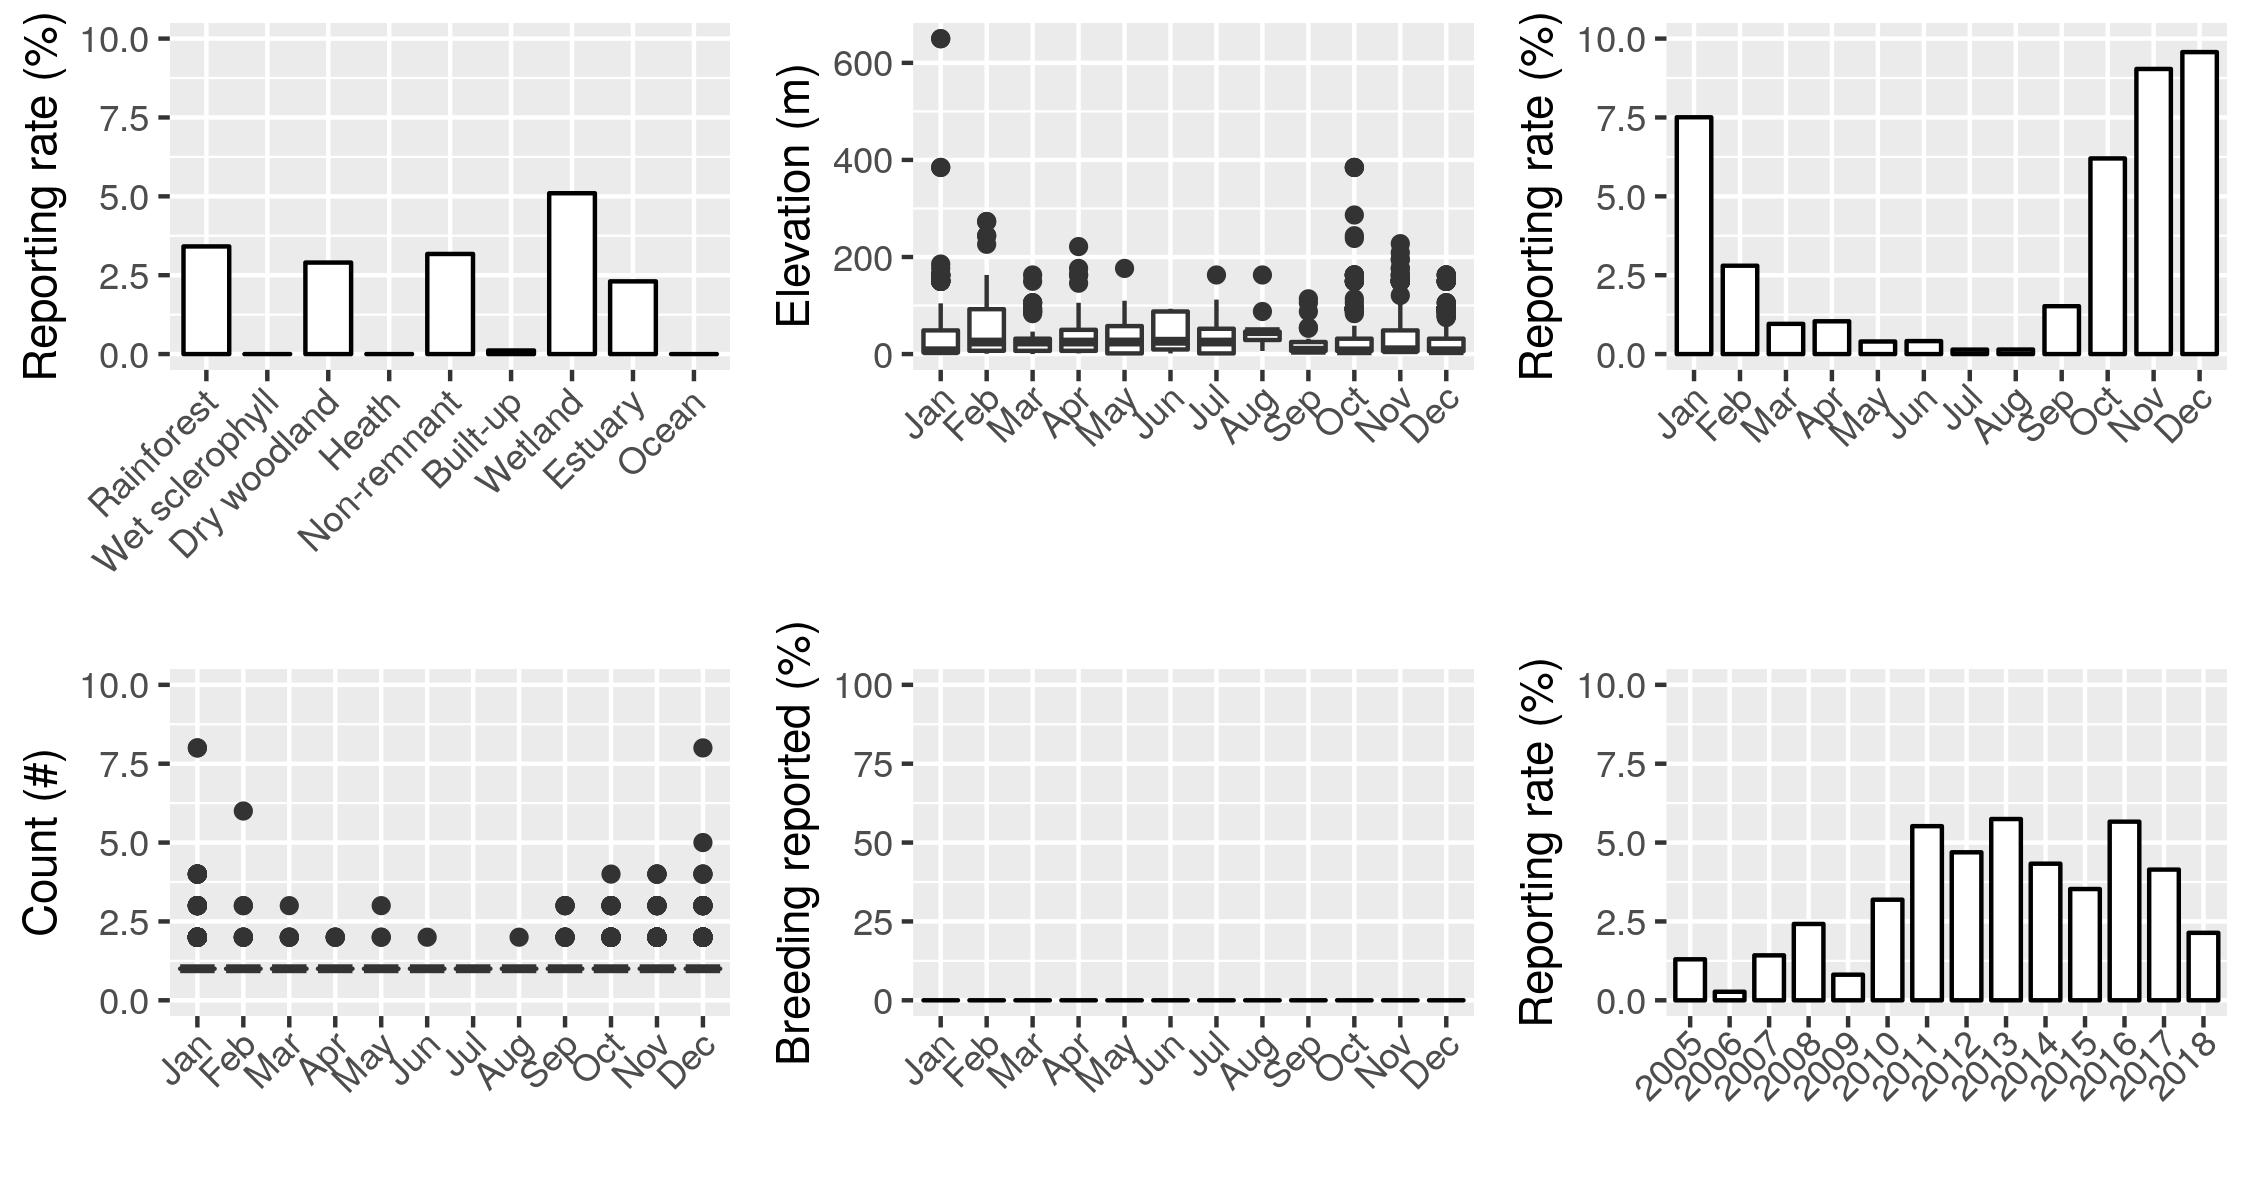 Reporting rate (%)
10.0
7.5
5.0
2.5
0.0
Rainforest
Wet sclerophyll
Dry woodland
Heath
Non-remnant
Built-up
Wetland
Estuary
Ocean
Elevation (m)
600
400
200
0
Jan
Feb
Mar
Apr
May
Jun
Jul
Aug
Sep
Oct
Nov
Dec
Reporting rate (%)
10.0
7.5
5.0
2.5
0.0
Jan
Feb
Mar
Apr
May
Jun
Jul
Aug
Sep
Oct
Nov
Dec
Count (#)
10.0
7.5
5.0
2.5
0.0
Jan
Feb
Mar
Apr
May
Jun
Jul
Aug
Sep
Oct
Nov
Dec
Breeding reported (%)
100
75
50
25
0
Jan
Feb
Mar
Apr
May
Jun
Jul
Aug
Sep
Oct
Nov
Dec
Reporting rate (%)
10.0
7.5
5.0
2.5
0.0
2005
2006
2007
2008
2009
2010
2011
2012
2013
2014
2015
2016
2017
2018